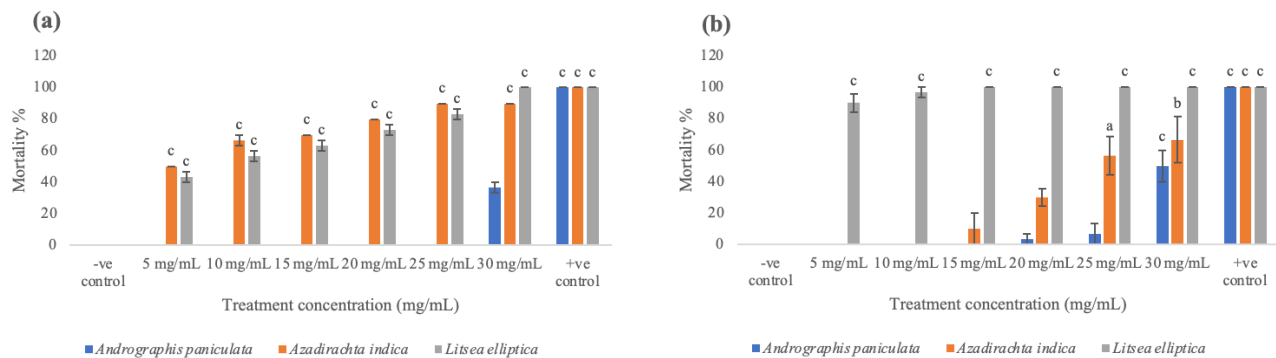 (a)
120
100
80
60
40
20
0
Mortality %
c c
c c
c c
c c
c c
c c
c c c
-ve control
5 mg/mL 10 mg/mL 15 mg/mL 20 mg/mL 25 mg/mL 30 mg/mL
+ve control
Treatment concentration (mg/mL)
Andrographis paniculata Azadirachta indica Litsea elliptica
(b)
120
100
80
60
40
20
0
Mortality %
c
c
c
c
a c
c b c
c c c
-ve control
5 mg/mL 10 mg/mL 15 mg/mL 20 mg/mL 25 mg/mL 30 mg/mL
+ve control
Treatment concentration (mg/mL)
Andrographis paniculata Azadirachta indica Litsea elliptica